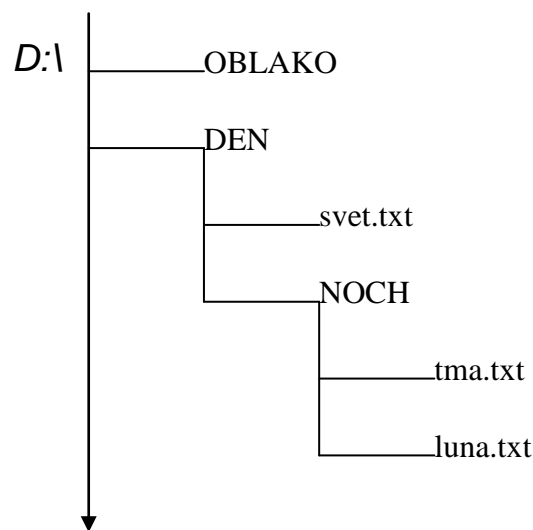 D:\
OBLAKO
DEN
svet.txt
NOCH
tma.txt
luna.txt